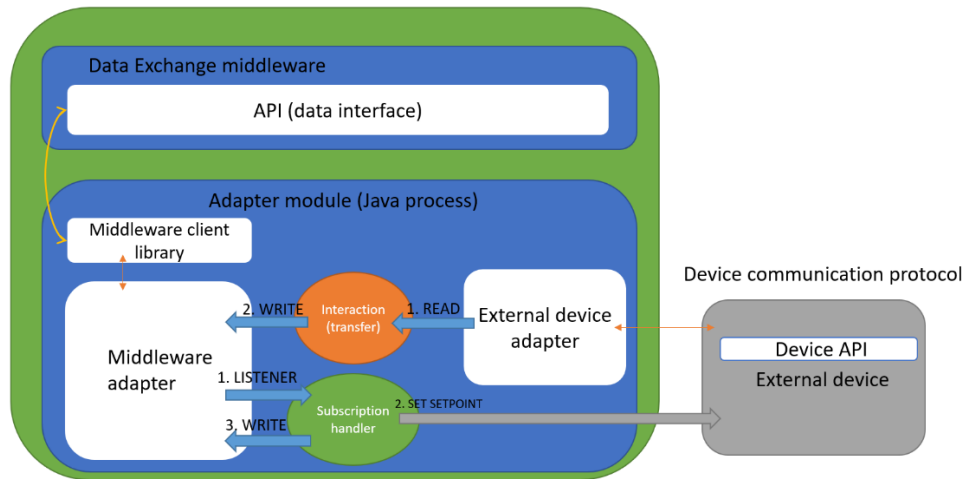 Data Exchange middleware
API (data interface)
Adapter module (Java process)
Middleware client
library
Device communication protocol
2. WRITE
Interaction
(transfer)
1. READ
External device
adapter
Middleware
adapter
Device API
External device
1. LISTENER
Subscription
handler
2. SET SETPOINT
3. WRITE